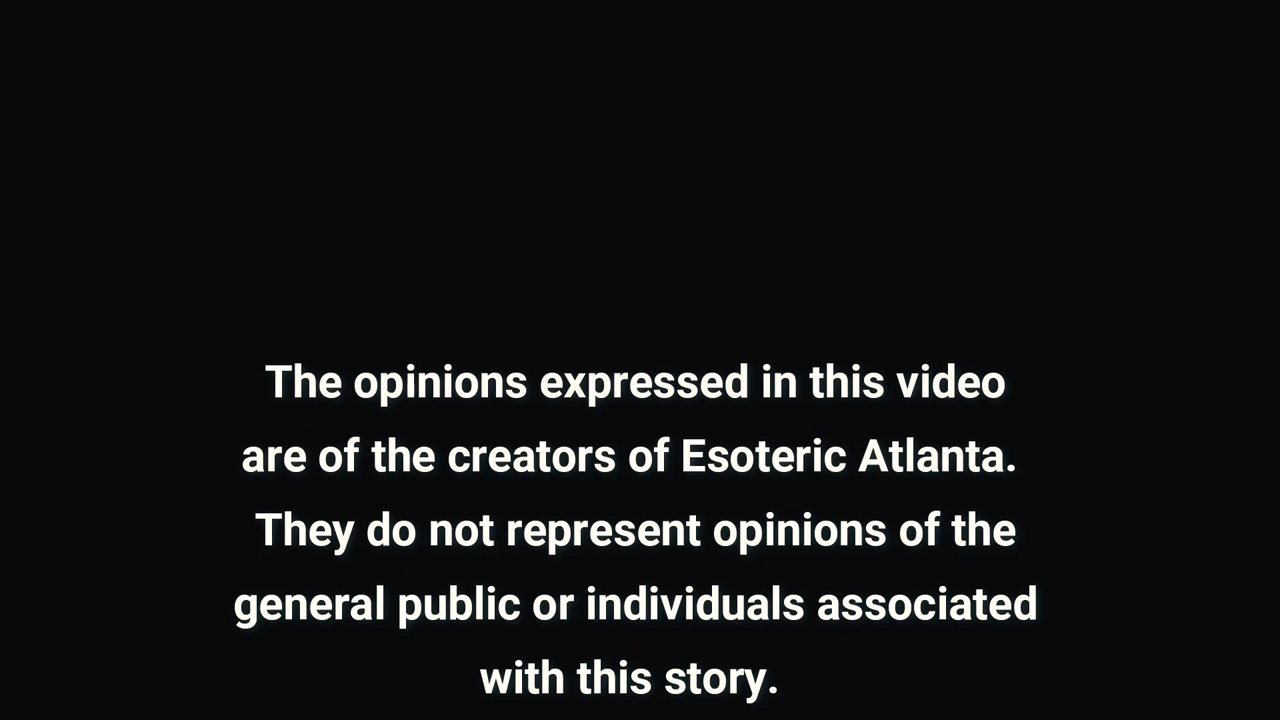 The opinions expressed in this video
are of the creators of Esoteric Atlanta.
They do not represent opinions of the
general public or individuals associated
with this story.